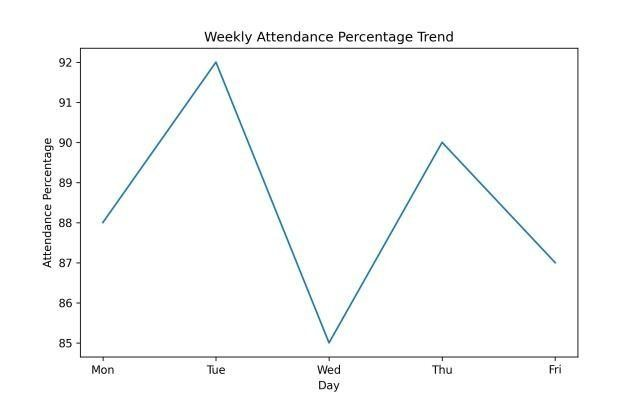 Weekly Attendance Percentage Trend
92
91
90
89
88
87
86
85
Attendance Percentage
Mon Tue Wed Thu Fri
Day